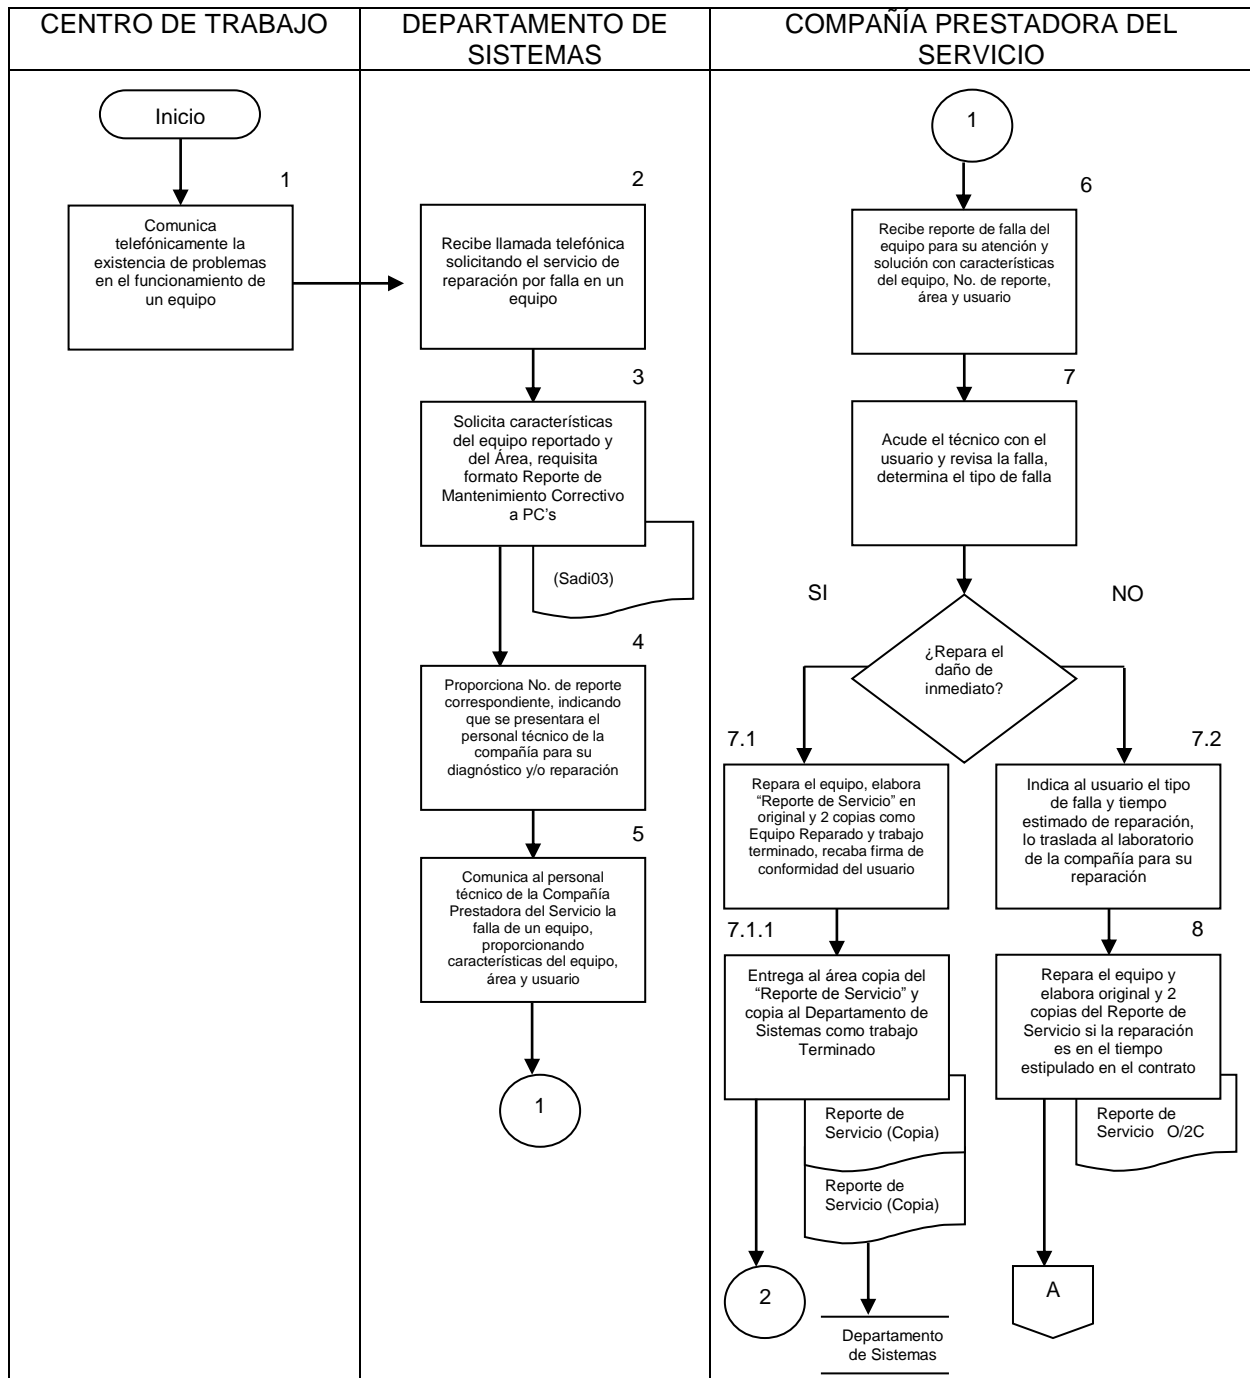 CENTRO DE TRABAJO
DEPARTAMENTO DE
SISTEMAS
COMPAÑÍA PRESTADORA DEL
SERVICIO
Inicio
1
Comunica
telefónicamente la
existencia de problemas
en el funcionamiento de
un equipo
2
Recibe llamada telefónica
solicitando el servicio de
reparación por falla en un
equipo
3
Solicita características
del equipo reportado y
del Área, requisita
formato Reporte de
Mantenimiento Correctivo
a PC’s
(Sadi03)
4
Proporciona No. de reporte
correspondiente, indicando
que se presentara el
personal técnico de la
compañía para su
diagnóstico y/o reparación
5
Comunica al personal
técnico de la Compañía
Prestadora del Servicio la
falla de un equipo,
proporcionando
características del equipo,
área y usuario
1
1
6
Recibe reporte de falla del
equipo para su atención y
solución con características
del equipo, No. de reporte,
área y usuario
7
Acude el técnico con el
usuario y revisa la falla,
determina el tipo de falla
SI
NO
¿Repara el
daño de
inmediato?
7.1
Repara el equipo, elabora
“Reporte de Servicio” en
original y 2 copias como
Equipo Reparado y trabajo
terminado, recaba firma de
conformidad del usuario
7.1.1
Entrega al área copia del
“Reporte de Servicio” y
copia al Departamento de
Sistemas como trabajo
Terminado
Reporte de
Servicio (Copia)
Reporte de
Servicio (Copia)
2
Departamento
de Sistemas
7.2
Indica al usuario el tipo
de falla y tiempo
estimado de reparación,
lo traslada al laboratorio
de la compañía para su
reparación
8
Repara el equipo y
elabora original y 2
copias del Reporte de
Servicio si la reparación
es en el tiempo
estipulado en el contrato
Reporte de
Servicio O/2C
A